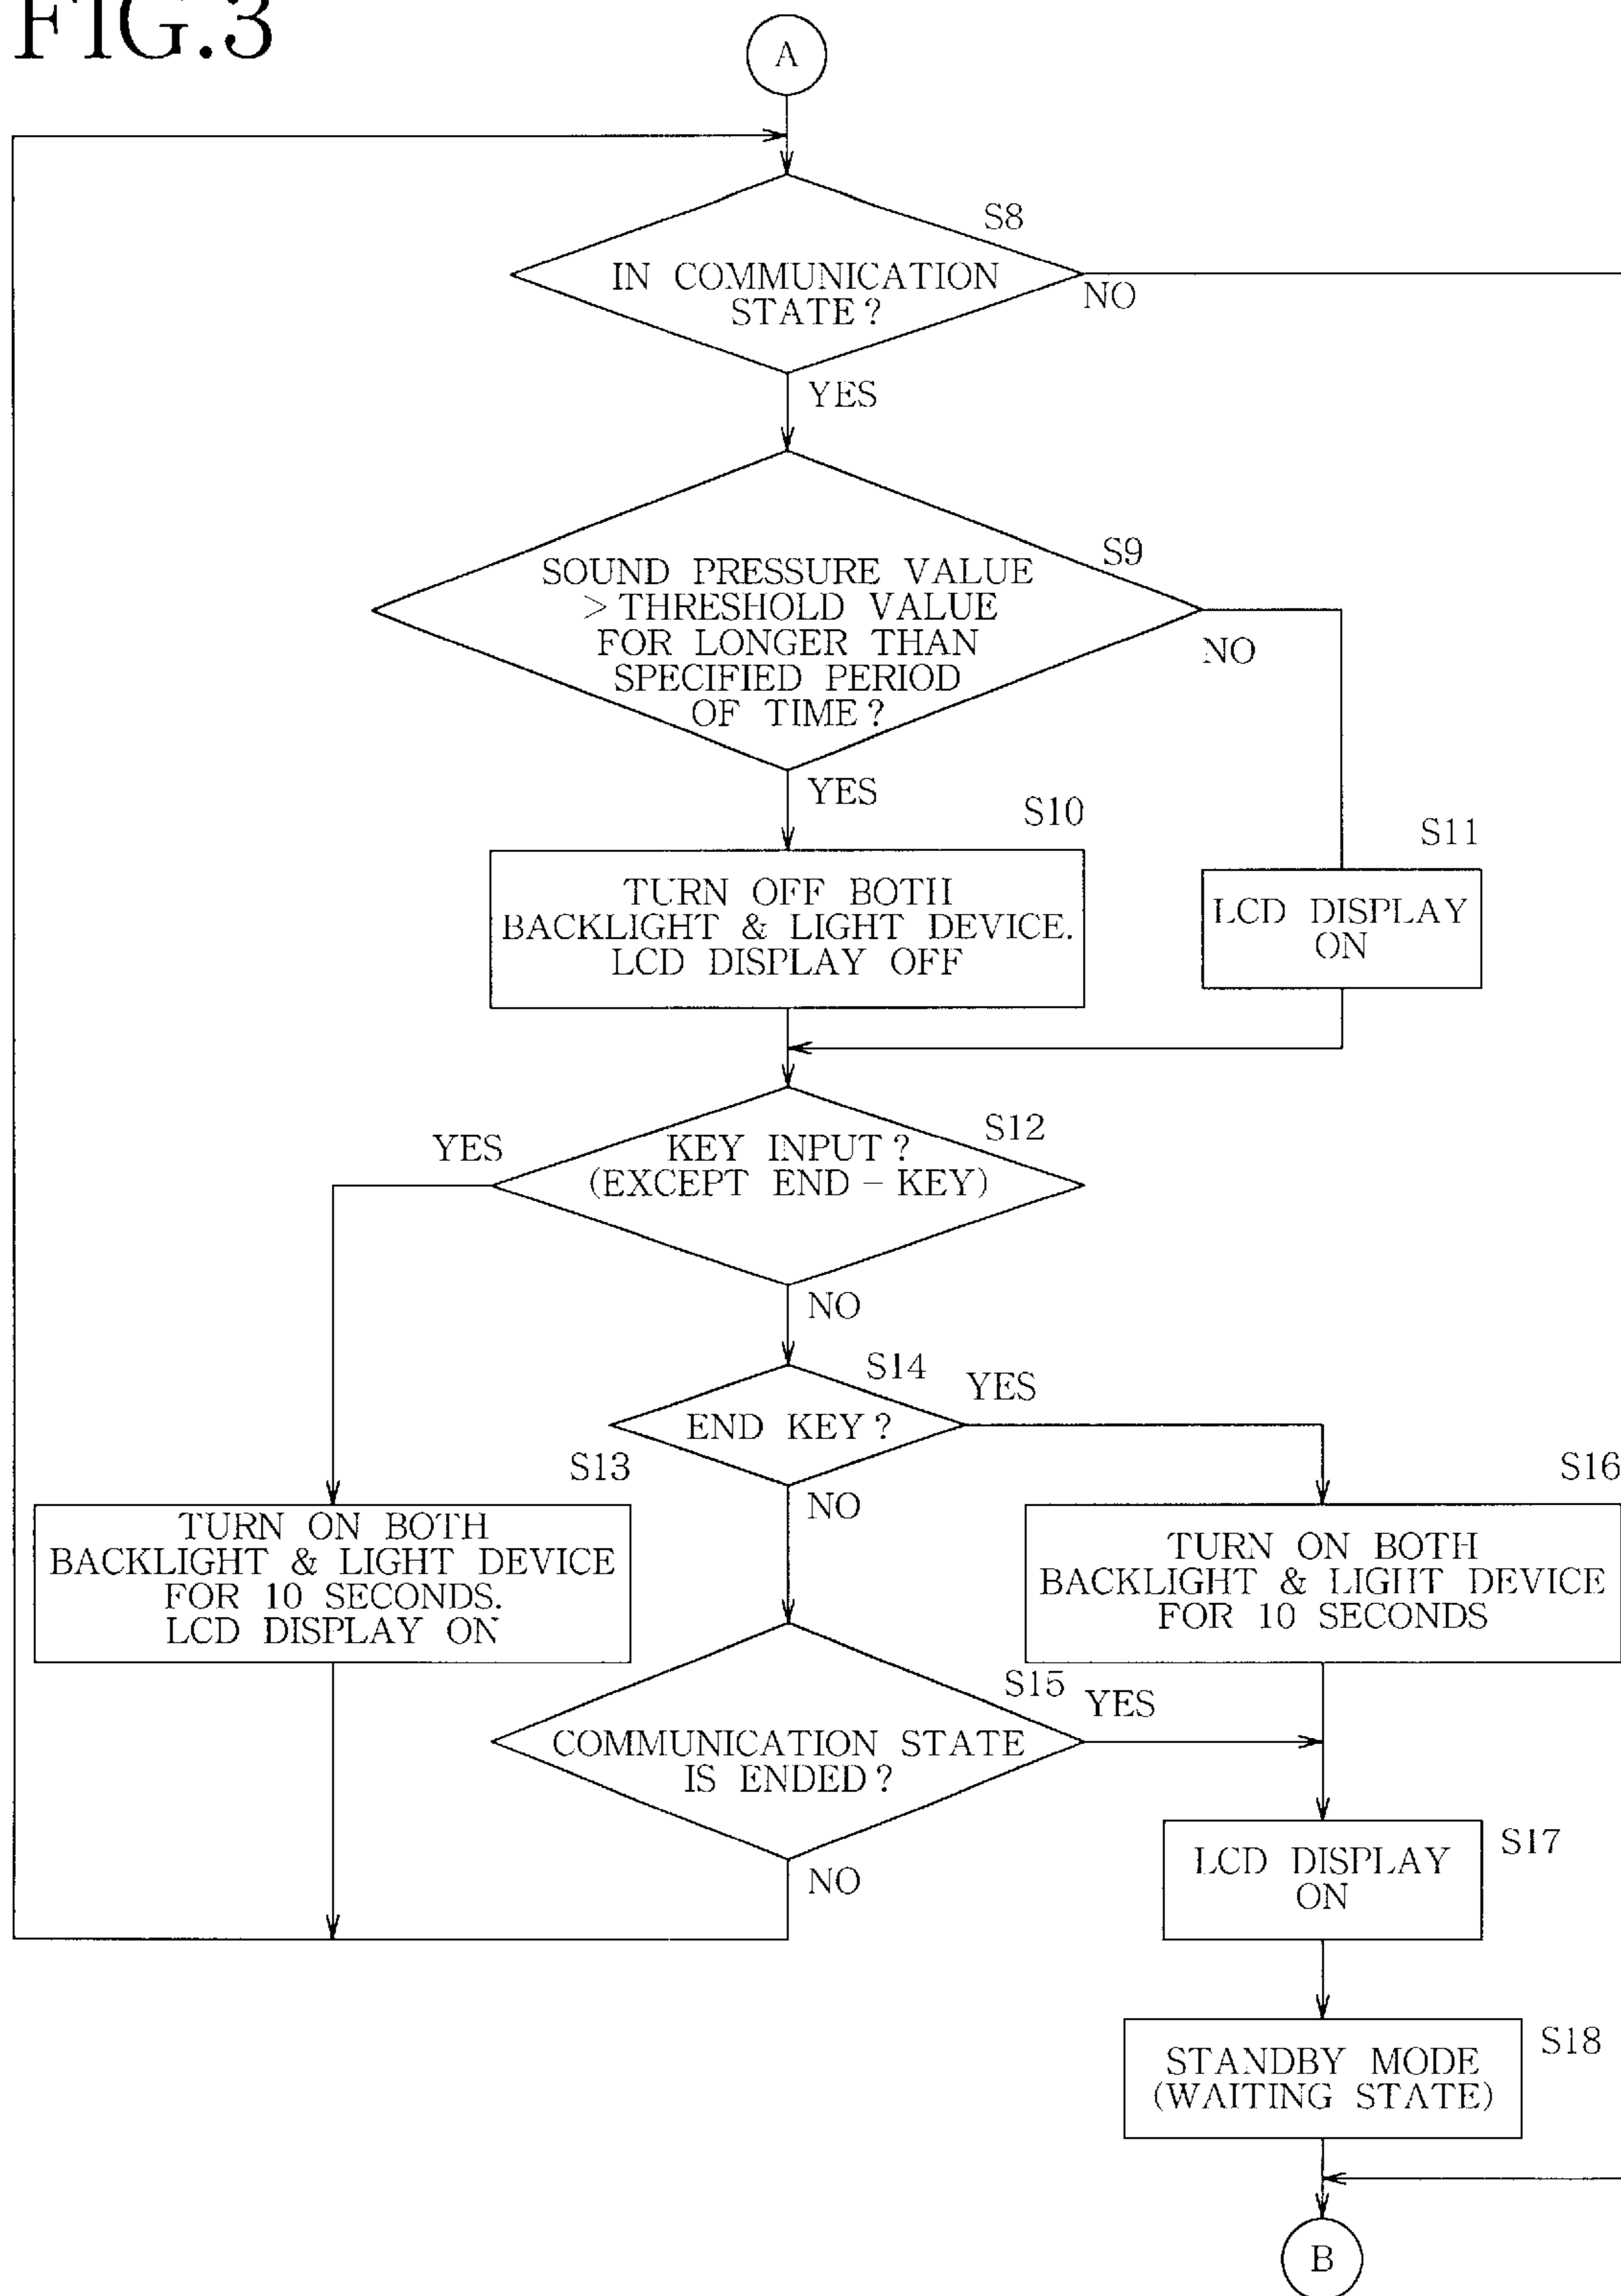 FIG.3
A
S8
IN COMMUNICATION
STATE?
NO
YES
S9
SOUND PRESSURE VALUE
> THRESHOLD VALUE
FOR LONGER THAN
SPECIFIED PERIOD
OF TIME?
NO
YES
S10
TURN OFF BOTH
BACKLIGHT & LIGHT DEVICE.
LCD DISPLAY OFF
S11
LCD DISPLAY
ON
S12
YES
KEY INPUT?
(EXCEPT END-KEY)
NO
S14
YES
END KEY?
NO
S13
TURN ON BOTH
BACKLIGHT & LIGHT DEVICE
FOR 10 SECONDS.
LCD DISPLAY ON
S16
TURN ON BOTH
BACKLIGHT & LIGHT DEVICE
FOR 10 SECONDS
S15
YES
COMMUNICATION STATE
IS ENDED?
NO
S17
LCD DISPLAY
ON
S18
STANDBY MODE
(WAITING STATE)
B